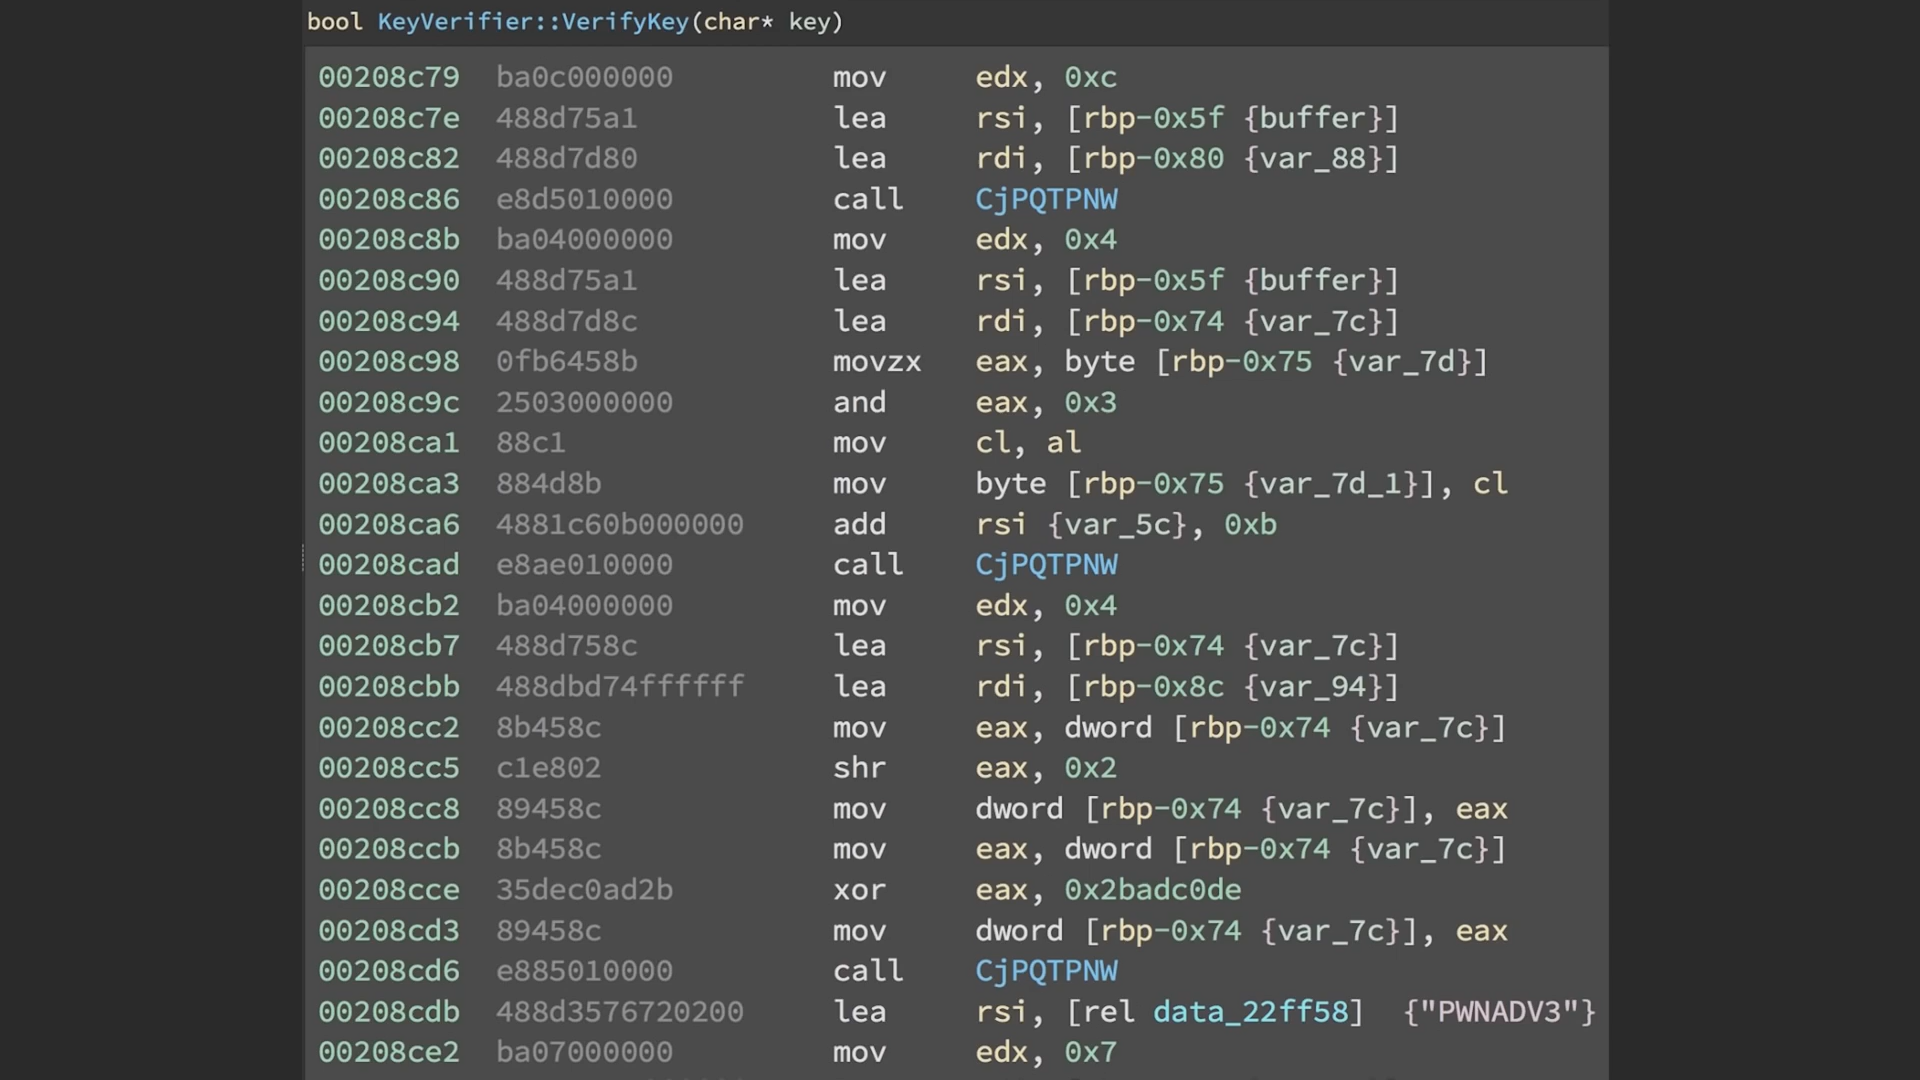 bool KeyVerifier::VerifyKey(char* key)
00208c79 ba0c000000 mov edx, 0xc
00208c7e 488d75a1 lea rsi, [rbp-0x5f {buffer}]
00208c82 488d7d80 lea rdi, [rbp-0x80 {var_88}]
00208c86 e8d5010000 call CjPQTPNW
00208c8b ba04000000 mov edx, 0x4
00208c90 488d75a1 lea rsi, [rbp-0x5f {buffer}]
00208c94 488d7d8c lea rdi, [rbp-0x74 {var_7c}]
00208c98 0fb6458b movzx eax, byte [rbp-0x75 {var_7d}]
00208c9c 2503000000 and eax, 0x3
00208ca1 88c1 mov cl, al
00208ca3 884d8b mov byte [rbp-0x75 {var_7d_1}], cl
00208ca6 4881c60b000000 add rsi {var_5c}, 0xb
00208cad e8ae010000 call CjPQTPNW
00208cb2 ba04000000 mov edx, 0x4
00208cb7 488d758c lea rsi, [rbp-0x74 {var_7c}]
00208cbb 488dbd74ffffff lea rdi, [rbp-0x8c {var_94}]
00208cc2 8b458c mov eax, dword [rbp-0x74 {var_7c}]
00208cc5 c1e802 shr eax, 0x2
00208cc8 89458c mov dword [rbp-0x74 {var_7c}], eax
00208ccb 8b458c mov eax, dword [rbp-0x74 {var_7c}]
00208cce 35dec0ad2b xor eax, 0x2badc0de
00208cd3 89458c mov dword [rbp-0x74 {var_7c}], eax
00208cd6 e885010000 call CjPQTPNW
00208cdb 488d3576720200 lea rsi, [rel data_22ff58] {"PWNADV3"}
00208ce2 ba07000000 mov edx, 0x7